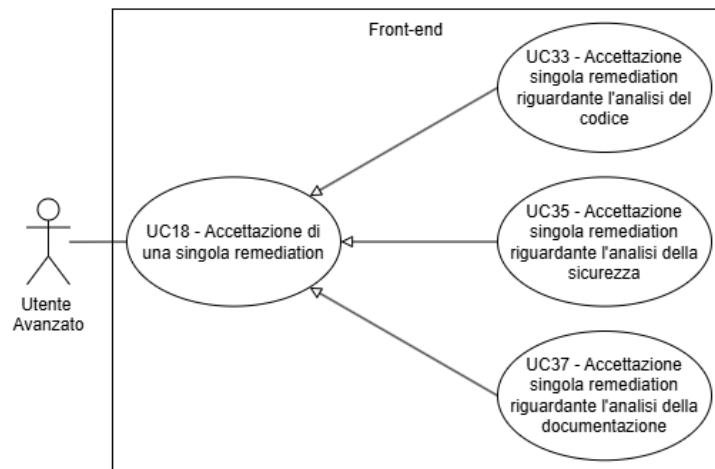 Front-end
UC33 - Accettazione
singola remediation
riguardante l'analisi del
codice
UC18 - Accettazione di
una singola remediation
UC35 - Accettazione
singola remediation
riguardante l'analisi della
sicurezza
Utente
Avanzato
UC37 - Accettazione
singola remediation
riguardante l'analisi della
documentazione